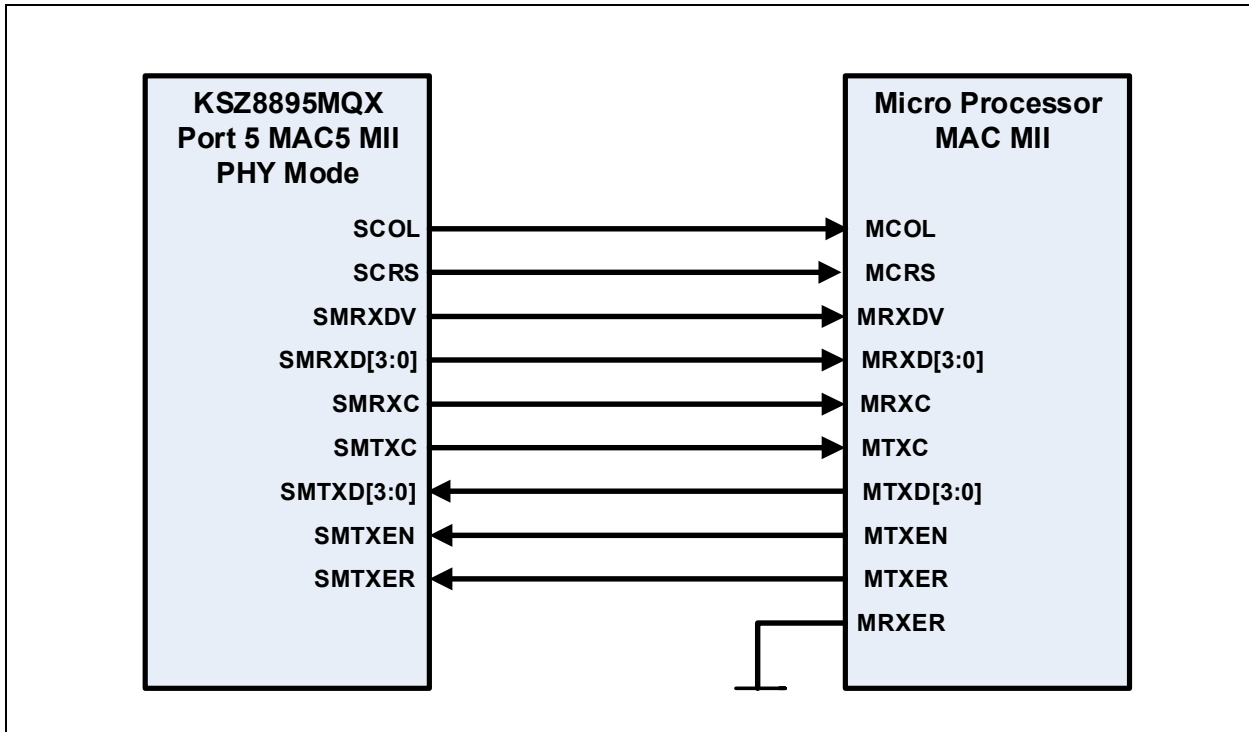 KSZ8895MQX
Port 5 MAC5 MII
PHY Mode
Micro Processor
MAC MII
SCOL
MCOL
SCRS
MCRS
SMRXDV
MRXDV
SMRXD[3:0]
MRXD[3:0]
SMRXC
MRXC
SMTXC
MTXC
SMTXD[3:0]
MTXD[3:0]
SMTXEN
MTXEN
SMTXER
MTXER
MRXER